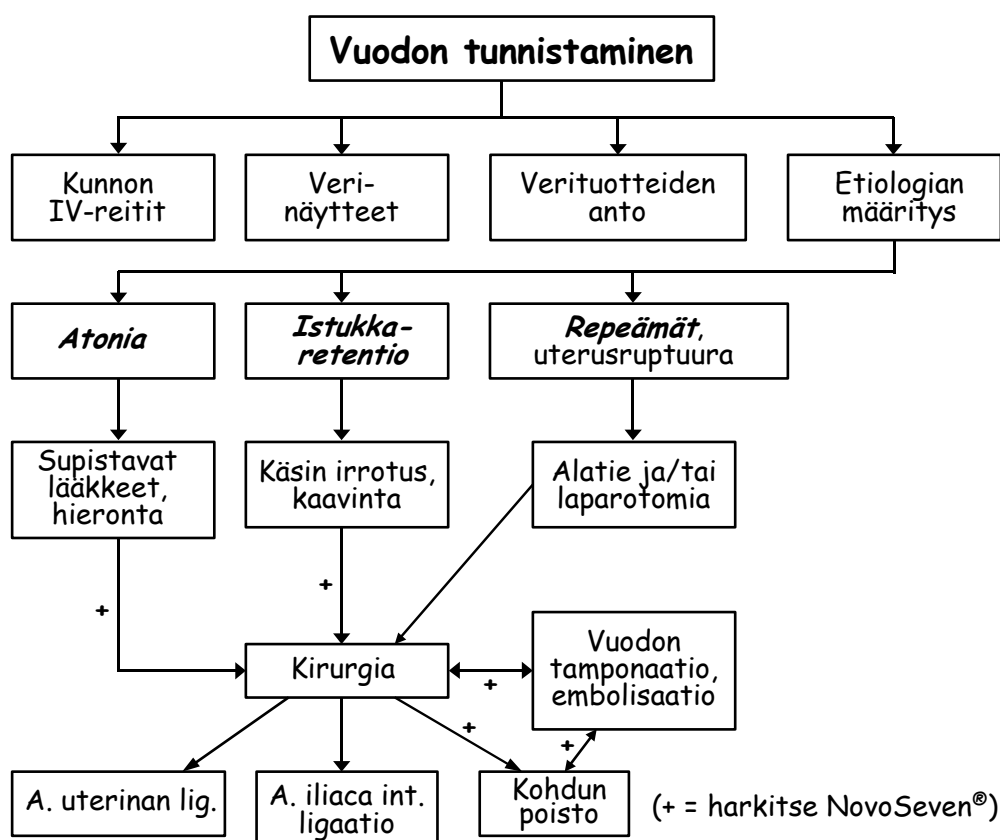 Vuodon tunnistaminen
Kunnon
IV-reitit
Veri-
näytteet
Verituotteiden
anto
Etiologian
määritys
Atonia
Istukka-
retentio
Repeämät,
uterusruptuura
Supistavat
lääkkeet,
hieronta
Käsin irrotus,
kaavinta
Alatie ja/tai
laparotomia
+
+
Kirurgia
+
Vuodon
tamponaatio,
embolisaatio
+
+
A. uterinan lig.
A. iliaca int.
ligaatio
Kohdun
poisto
(+ = harkitse NovoSeven®)